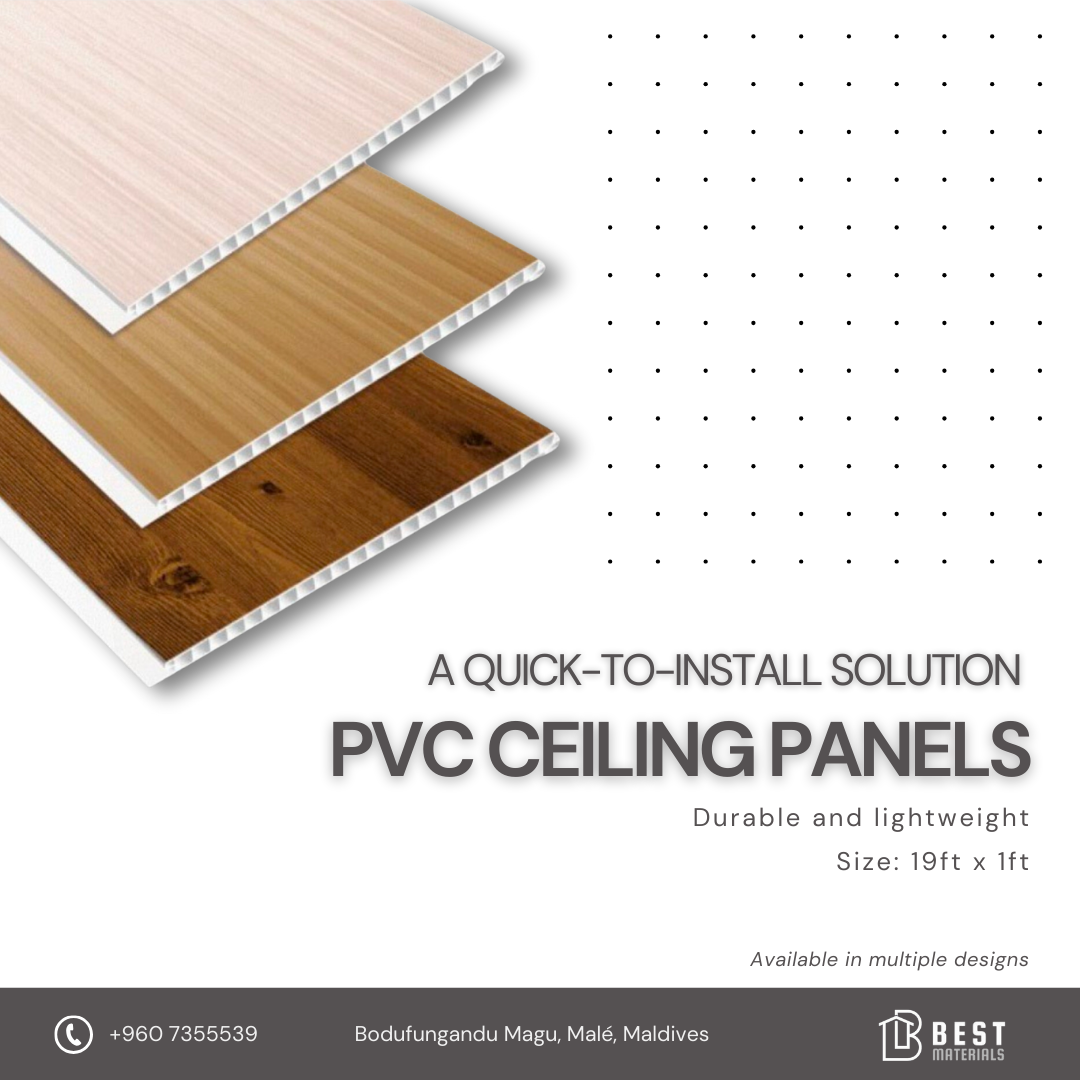 A QUICK-TO-INSTALL SOLUTION
PVC CEILING PANELS
Durable and lightweight
Size: 19ft x 1ft
Available in multiple designs
+960 7355539
Bodufungandu Magu, Malé, Maldives
BEST
MATERIALS